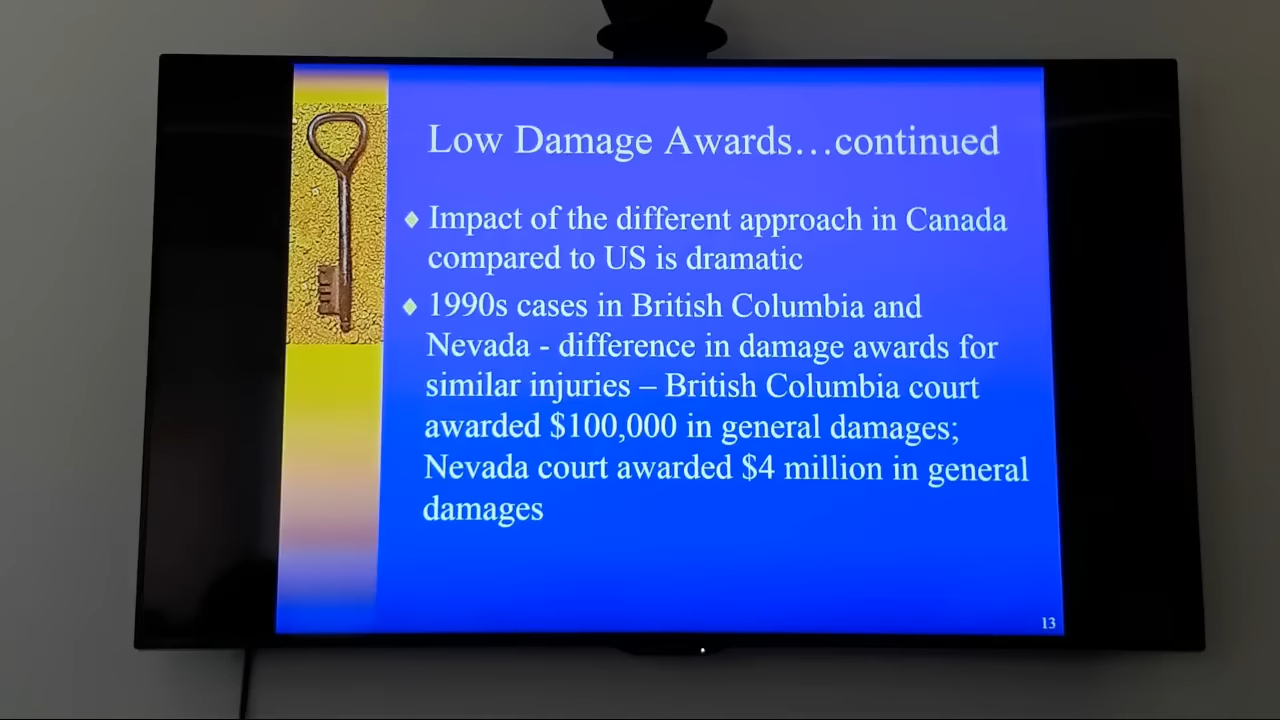 Low Damage Awards…continued
Impact of the different approach in Canada
compared to US is dramatic
1990s cases in British Columbia and
Nevada - difference in damage awards for
similar injuries – British Columbia court
awarded $100,000 in general damages;
Nevada court awarded $4 million in general
damages
13